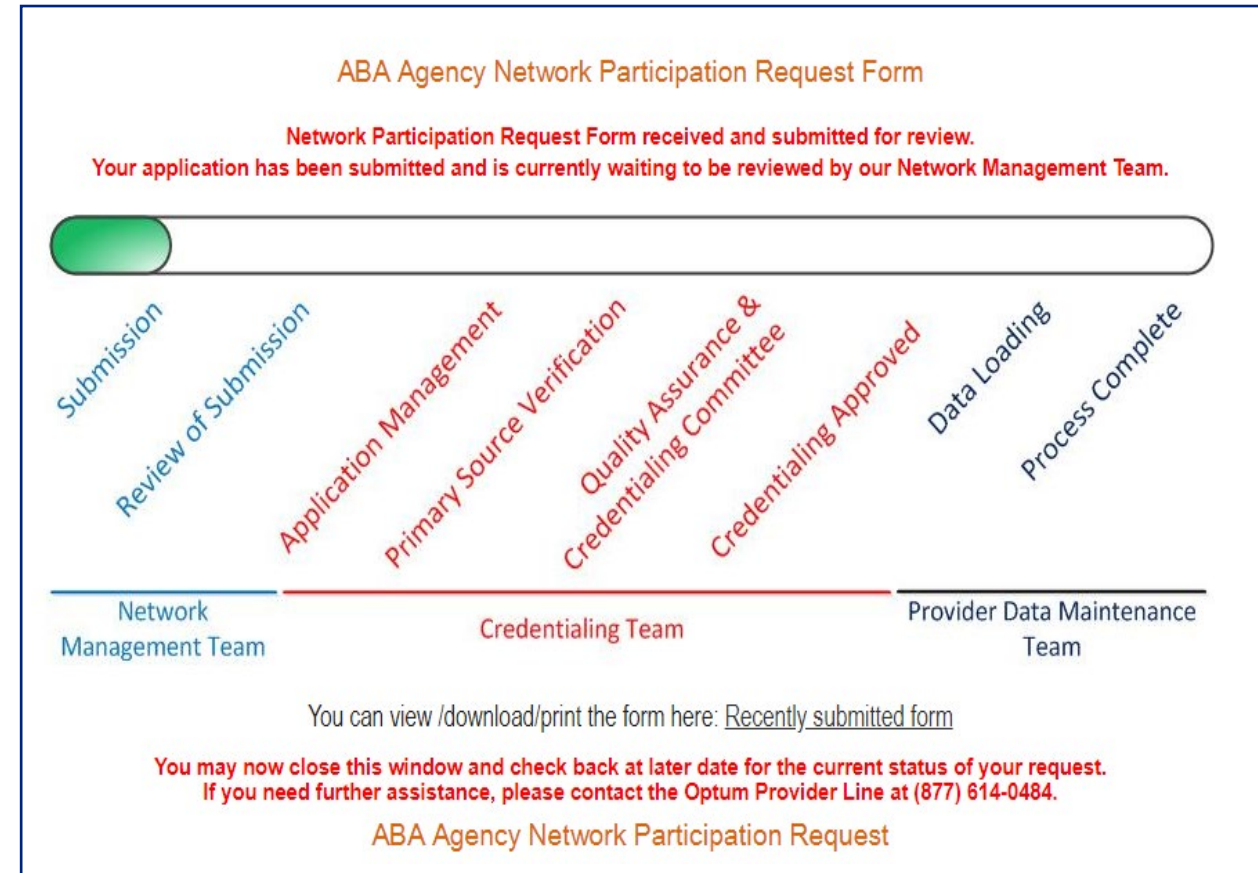 ABA Agency Network Participation Request Form
Network Participation Request Form received and submitted for review.
Your application has been submitted and is currently waiting to be reviewed by our Network Management Team.
Submission
Review of Submission
Application Management
Primary Source Verification
Quality Assurance &
Credentialing Committee
Credentialing Approved
Data Loading
Process Complete
Network
Management Team
Credentialing Team
Provider Data Maintenance
Team
You can view /download/print the form here: Recently submitted form
You may now close this window and check back at later date for the current status of your request.
If you need further assistance, please contact the Optum Provider Line at (877) 614-0484.
ABA Agency Network Participation Request